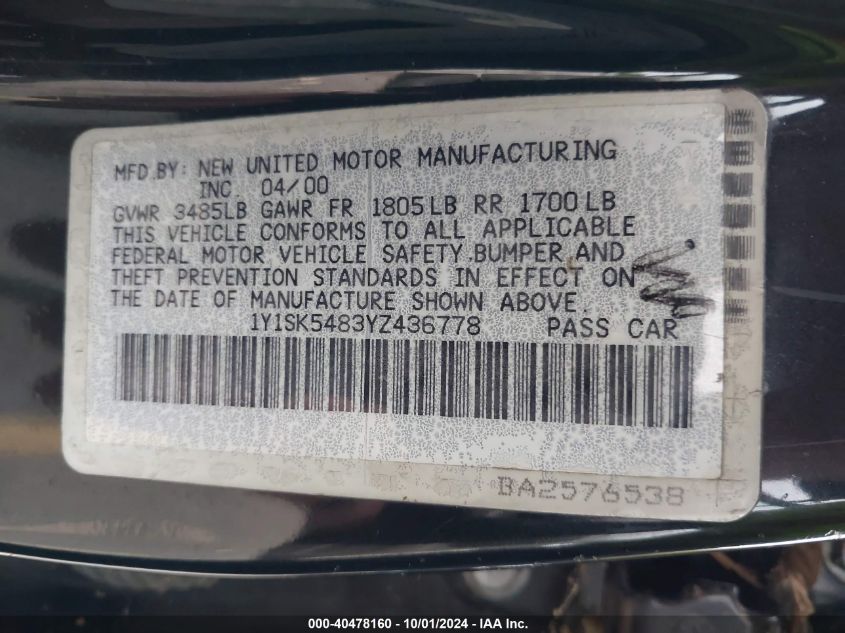 MFD.BY: NEW UNITED MOTOR MANUFACTURING
INC. 04/00
GVWR 3485LB GAWR FR 1805LB RR 1700LB
THIS VEHICLE CONFORMS TO ALL APPLICABLE
FEDERAL MOTOR VEHICLE SAFETY.BUMPER,AND
THEFT PREVENTION STANDARDS IN EFFECT ON
THE DATE OF MANUFACTURE SHOWN ABOVE.
1Y1SK5483YZ436778 PASS CAR
BA2576538
000-40478160 - 10/01/2024 - IAA Inc.